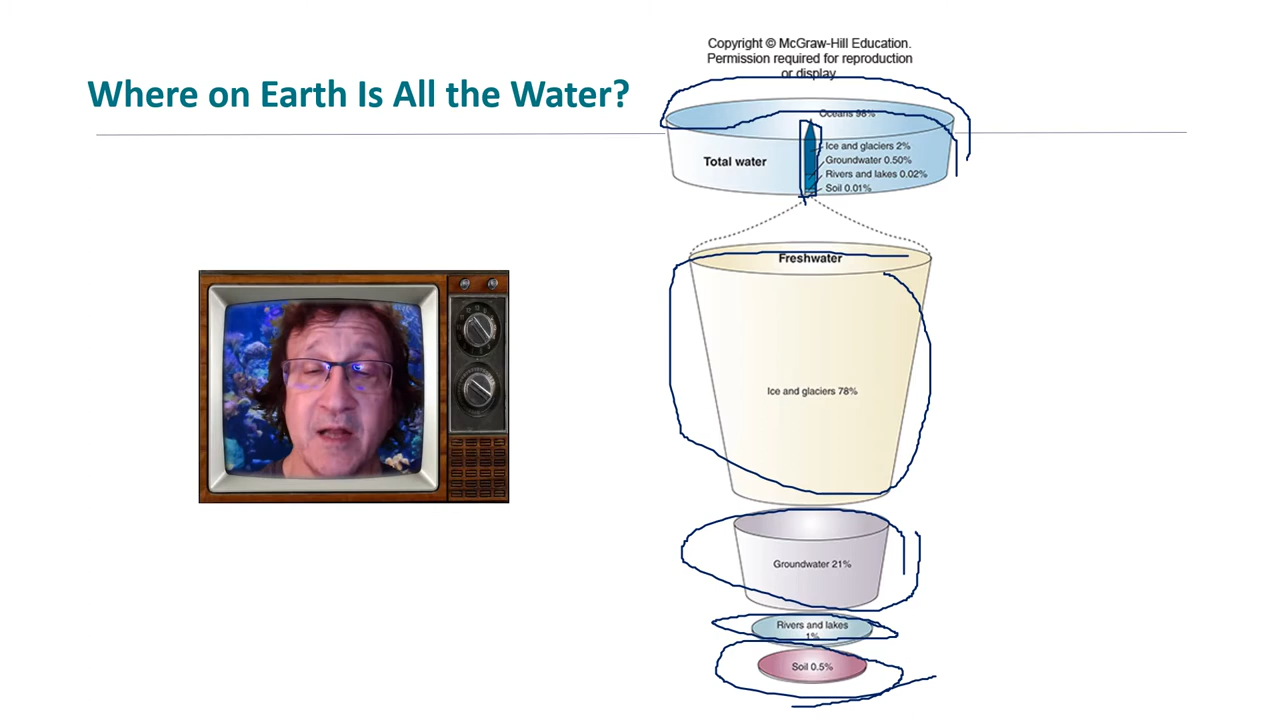 Copyright © McGraw-Hill Education.
Permission required for reproduction
or display.
Where on Earth Is All the Water?
Oceans 98%
Ice and glaciers 2%
Total water
Groundwater 0.50%
Rivers and lakes 0.02%
Soil 0.01%
Freshwater
Ice and glaciers 78%
Groundwater 21%
Rivers and lakes
1%
Soil 0.5%